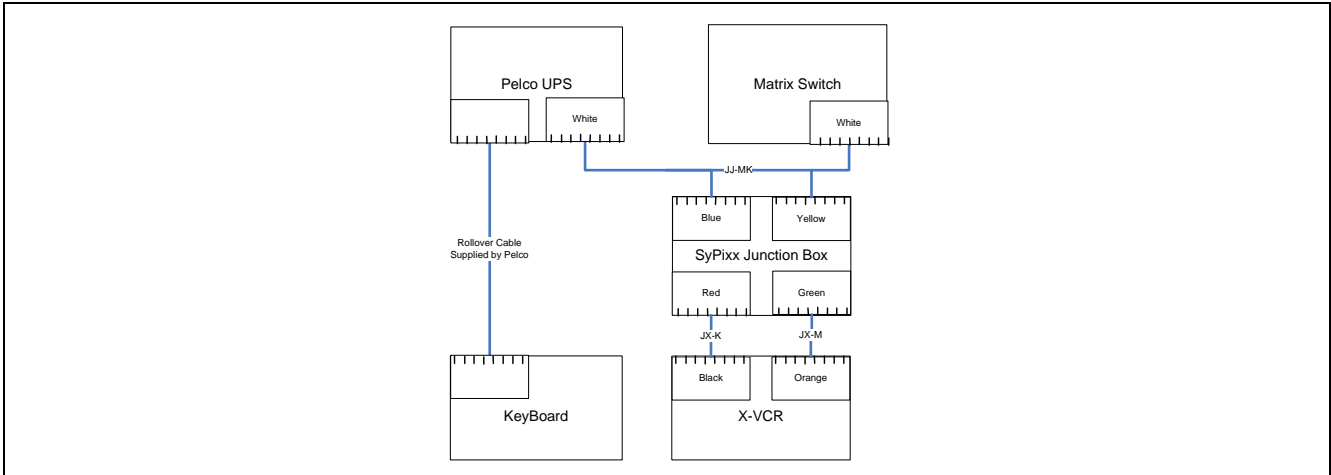 Pelco UPS
White
Matrix Switch
White
JJ-MK
Blue
Yellow
SyPixx Junction Box
Red
Green
Rollover Cable
Supplied by Pelco
JX-K
JX-M
KeyBoard
Black
Orange
X-VCR